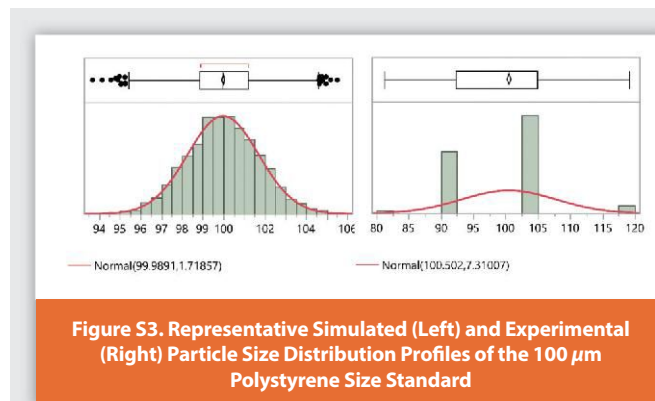 94 95 96 97 98 99 100 102 104 106
80 85 90 95 100 105 110 115 120
Normal(99.9891,1.71857)
Normal(100.502,7.31007)
Figure S3. Representative Simulated (Left) and Experimental
(Right) Particle Size Distribution Profiles of the 100 µm
Polystyrene Size Standard